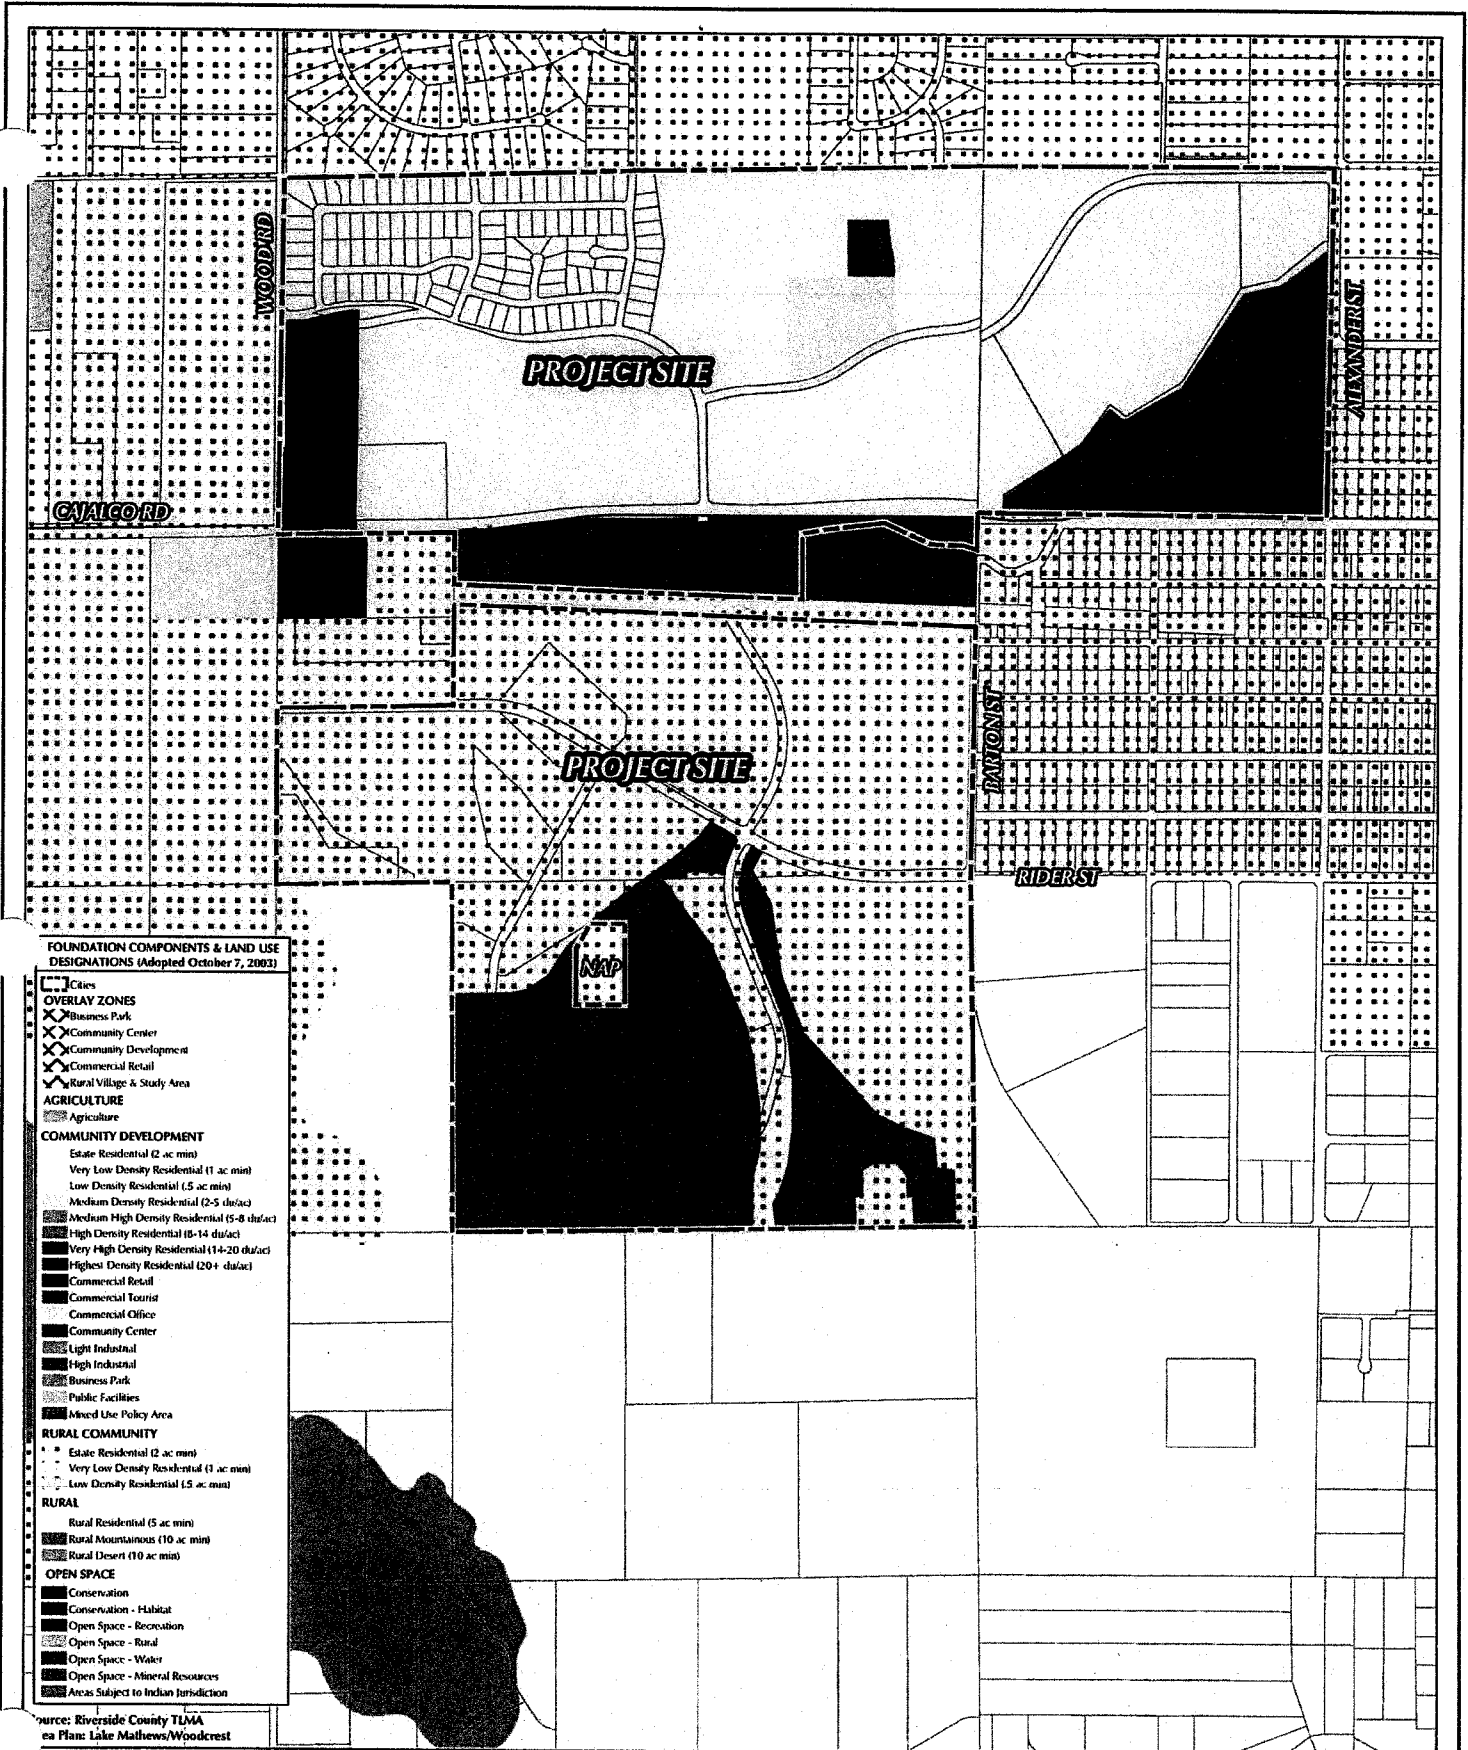 WOOD RD
PROJECT SITE
ALEXANDER ST
CAJALCO RD
PROJECT SITE
BARTON ST
RIDER ST
NAP
FOUNDATION COMPONENTS & LAND USE
DESIGNATIONS (Adopted October 7, 2003)
Cities
OVERLAY ZONES
Business Park
Community Center
Community Development
Commercial Retail
Rural Village & Study Area
AGRICULTURE
Agriculture
COMMUNITY DEVELOPMENT
Estate Residential (2 ac min)
Very Low Density Residential (1 ac min)
Low Density Residential (.5 ac min)
Medium Density Residential (2-5 du/ac)
Medium High Density Residential (5-8 du/ac)
High Density Residential (8-14 du/ac)
Very High Density Residential (14-20 du/ac)
Highest Density Residential (20+ du/ac)
Commercial Retail
Commercial Tourist
Commercial Office
Community Center
Light Industrial
High Industrial
Business Park
Public Facilities
Mixed Use Policy Area
RURAL COMMUNITY
Estate Residential (2 ac min)
Very Low Density Residential (1 ac min)
Low Density Residential (.5 ac min)
RURAL
Rural Residential (5 ac min)
Rural Mountainous (10 ac min)
Rural Desert (10 ac min)
OPEN SPACE
Conservation
Conservation - Habitat
Open Space - Recreation
Open Space - Rural
Open Space - Water
Open Space - Mineral Resources
Areas Subject to Indian Jurisdiction
ource: Riverside County TLMA
ea Plan: Lake Mathews/Woodcrest